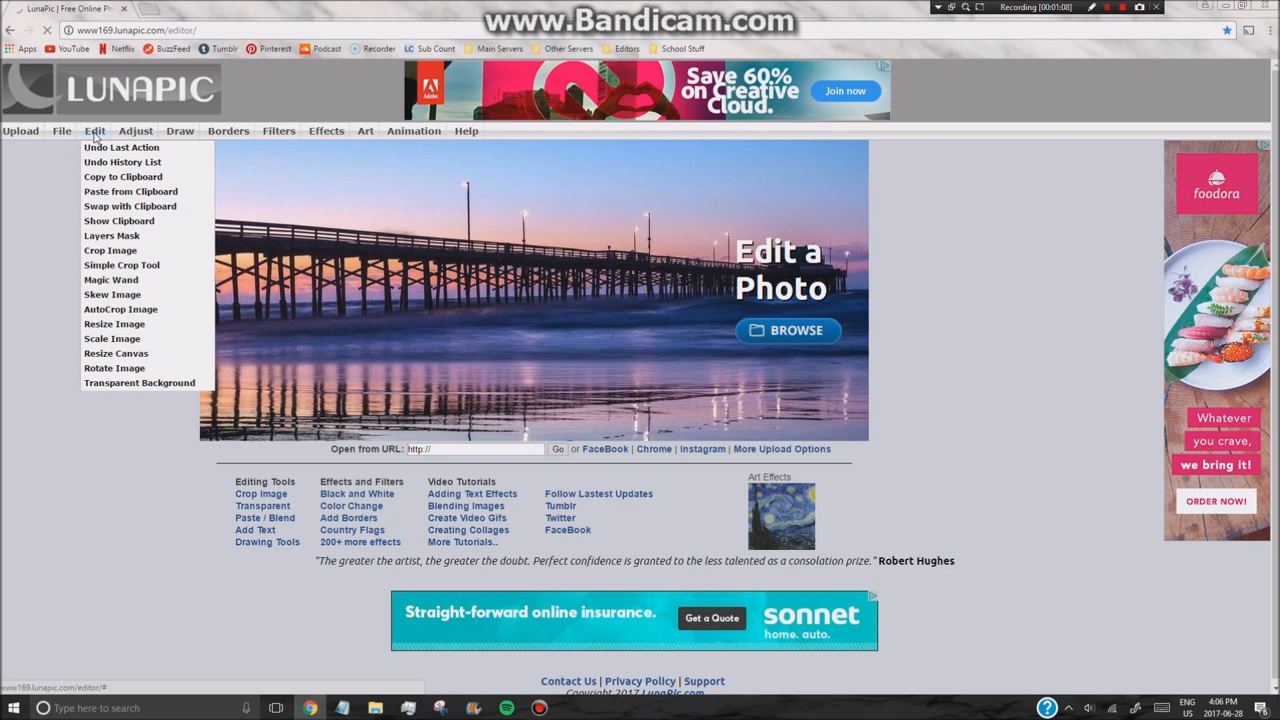 www.Bandicam.com
Recording [00:01:08]
LunaPic | Free Online Ph
www169.lunapic.com/editor/
Apps YouTube Netflix BuzzFeed Tumblr Pinterest Podcast Recorder LC Sub Count Main Servers Other Servers Editors School Stuff
LUNAPIC
Adobe
Save 60%
on Creative
Cloud.
Join now
Upload File Edit Adjust Draw Borders Filters Effects Art Animation Help
Undo Last Action
Undo History List
Copy to Clipboard
Paste from Clipboard
Swap with Clipboard
Show Clipboard
Layers Mask
Crop Image
Simple Crop Tool
Magic Wand
Skew Image
AutoCrop Image
Resize Image
Scale Image
Resize Canvas
Rotate Image
Transparent Background
Edit a
Photo
BROWSE
foodora
Whatever
you crave,
we bring it!
ORDER NOW!
Open from URL: http:// Go or FaceBook | Chrome | Instagram | More Upload Options
Editing Tools
Crop Image
Transparent
Paste / Blend
Add Text
Drawing Tools
Effects and Filters
Black and White
Color Change
Add Borders
Country Flags
200+ more effects
Video Tutorials
Adding Text Effects
Blending Images
Create Video Gifs
Creating Collages
More Tutorials..
Follow Lastest Updates
Tumblr
Twitter
FaceBook
Art Effects
"The greater the artist, the greater the doubt. Perfect confidence is granted to the less talented as a consolation prize." Robert Hughes
Straight-forward online insurance.
Get a Quote
sonnet
home. auto.
Contact Us | Privacy Policy | Support
Copyright 2017 LunaPic.com
www169.lunapic.com/editor/#
Type here to search
ENG
US
4:06 PM
2017-06-28